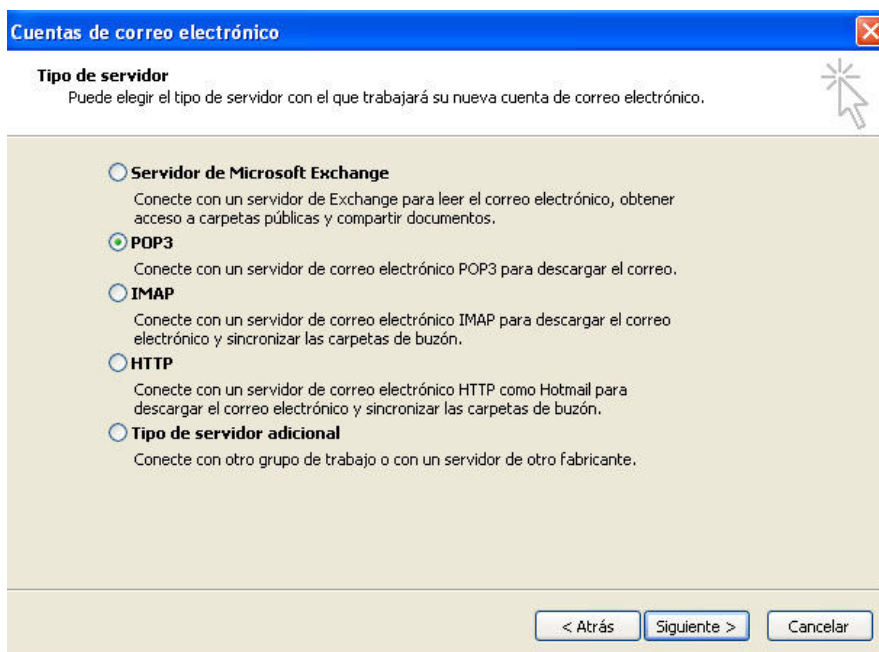 Cuentas de correo electrónico
Tipo de servidor
Puede elegir el tipo de servidor con el que trabajará su nueva cuenta de correo electrónico.
Servidor de Microsoft Exchange
Conecte con un servidor de Exchange para leer el correo electrónico, obtener
acceso a carpetas públicas y compartir documentos.
POP3
Conecte con un servidor de correo electrónico POP3 para descargar el correo.
IMAP
Conecte con un servidor de correo electrónico IMAP para descargar el correo
electrónico y sincronizar las carpetas de buzón.
HTTP
Conecte con un servidor de correo electrónico HTTP como Hotmail para
descargar el correo electrónico y sincronizar las carpetas de buzón.
Tipo de servidor adicional
Conecte con otro grupo de trabajo o con un servidor de otro fabricante.
< Atrás Siguiente > Cancelar